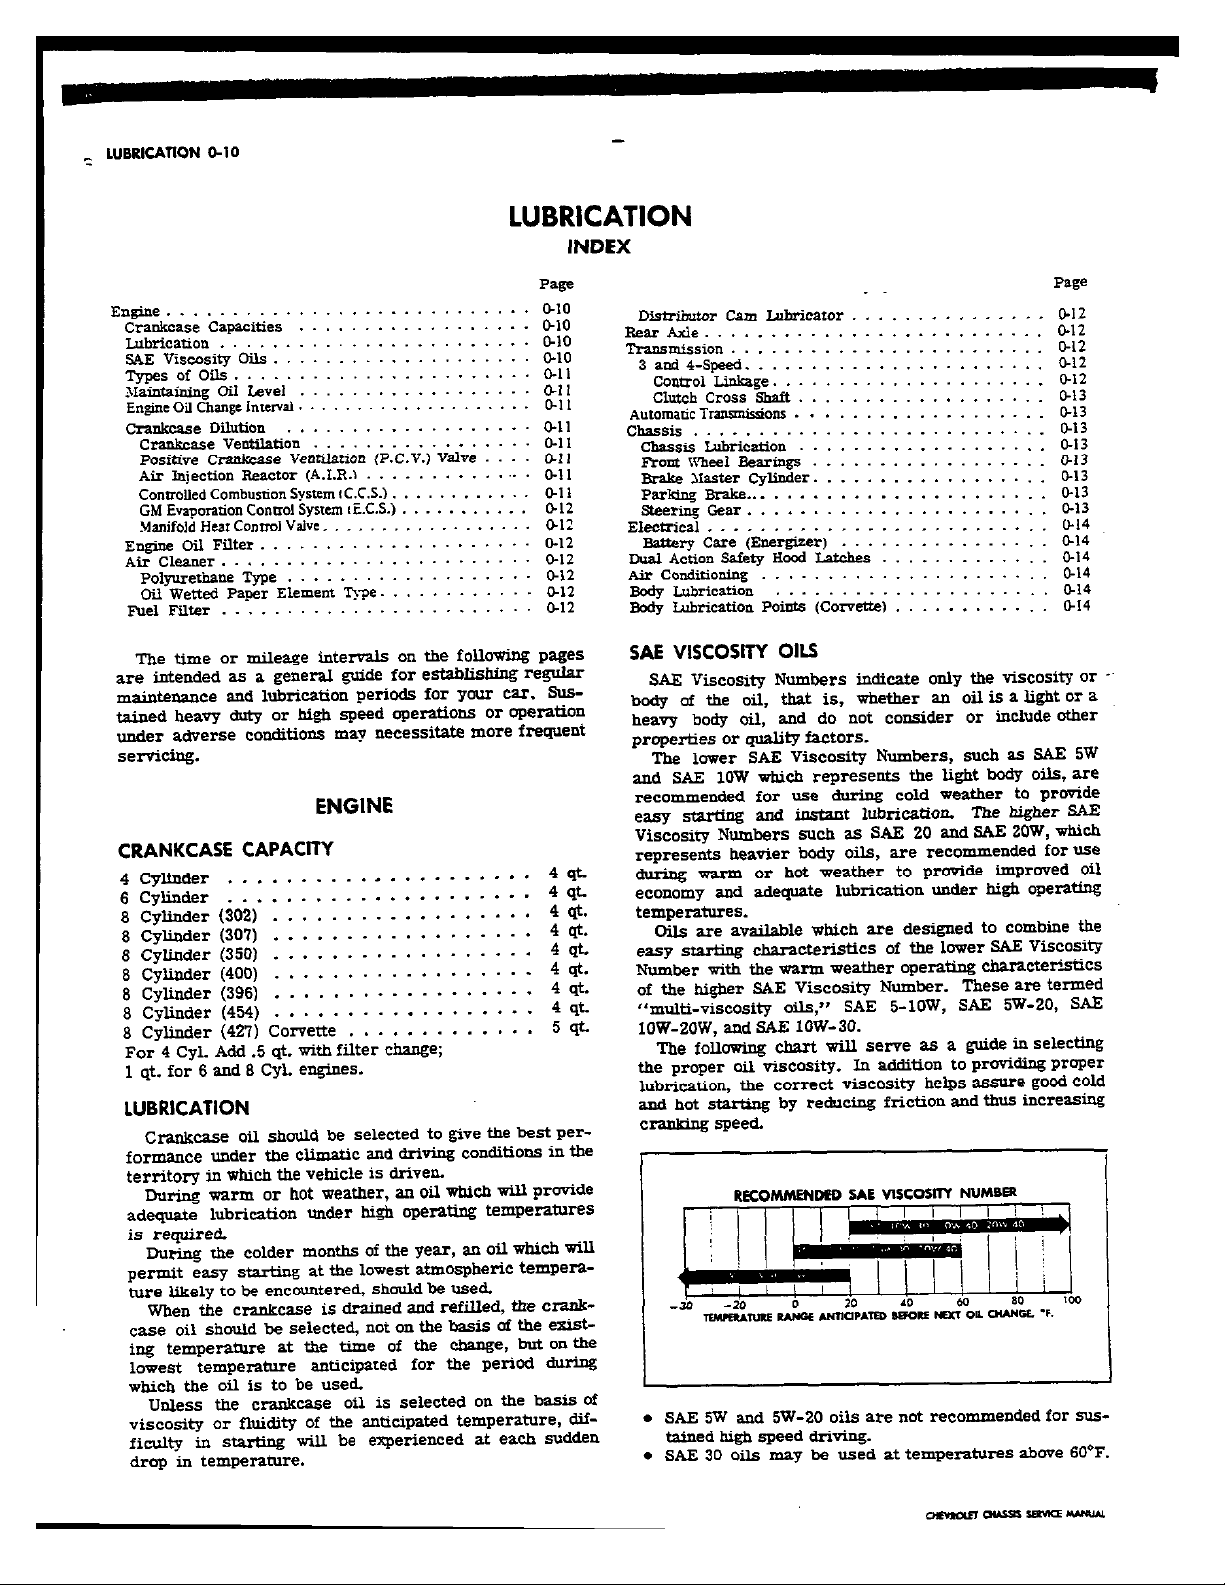 LUBRICATION 0-10
LUBRICATION
INDEX
Page
Engine . . . . . . . . . . . . . . . . . . . . . . . . . . . . 0-10
Crankcase Capacities . . . . . . . . . . . . . . . . . . 0-10
Lubrication . . . . . . . . . . . . . . . . . . . . . . . . 0-10
SAE Viscosity Oils . . . . . . . . . . . . . . . . . . . . 0-10
Types of Oils . . . . . . . . . . . . . . . . . . . . . . . 0-11
Maintaining Oil Level . . . . . . . . . . . . . . . . . . 0-11
Engine Oil Change Interval . . . . . . . . . . . . . . . . . . 0-11
Crankcase Dilution . . . . . . . . . . . . . . . . . . . 0-11
Crankcase Ventilation . . . . . . . . . . . . . . . . . 0-11
Positive Crankcase Ventilation (P.C.V.) Valve . . . . 0-11
Air Injection Reactor (A.I.R.) . . . . . . . . . . . . . 0-11
Controlled Combustion System (C.C.S.) . . . . . . . . . . . 0-11
GM Evaporation Control System (E.C.S.) . . . . . . . . . . 0-12
Manifold Heat Control Valve . . . . . . . . . . . . . . . . 0-12
Engine Oil Filter . . . . . . . . . . . . . . . . . . . . . 0-12
Air Cleaner . . . . . . . . . . . . . . . . . . . . . . . . 0-12
Polyurethane Type . . . . . . . . . . . . . . . . . . . 0-12
Oil Wetted Paper Element Type . . . . . . . . . . . . 0-12
Fuel Filter . . . . . . . . . . . . . . . . . . . . . . . . 0-12
Page
Distributor Cam Lubricator . . . . . . . . . . . . . . . 0-12
Rear Axle . . . . . . . . . . . . . . . . . . . . . . . . . . 0-12
Transmission . . . . . . . . . . . . . . . . . . . . . . . . 0-12
3 and 4-Speed . . . . . . . . . . . . . . . . . . . . . . . 0-12
Control Linkage . . . . . . . . . . . . . . . . . . . . . 0-12
Clutch Cross Shaft . . . . . . . . . . . . . . . . . . . 0-13
Automatic Transmissions . . . . . . . . . . . . . . . . . . . 0-13
Chassis . . . . . . . . . . . . . . . . . . . . . . . . . . . 0-13
Chassis Lubrication . . . . . . . . . . . . . . . . . . . 0-13
Front Wheel Bearings . . . . . . . . . . . . . . . . . . 0-13
Brake Master Cylinder . . . . . . . . . . . . . . . . . . 0-13
Parking Brake . . . . . . . . . . . . . . . . . . . . . . . 0-13
Steering Gear . . . . . . . . . . . . . . . . . . . . . . . 0-13
Electrical . . . . . . . . . . . . . . . . . . . . . . . . . . 0-14
Battery Care (Energizer) . . . . . . . . . . . . . . . . 0-14
Dual Action Safety Hood Latches . . . . . . . . . . . . . 0-14
Air Conditioning . . . . . . . . . . . . . . . . . . . . . . 0-14
Body Lubrication . . . . . . . . . . . . . . . . . . . . . 0-14
Body Lubrication Points (Corvette) . . . . . . . . . . . . 0-14
The time or mileage intervals on the following pages
are intended as a general guide for establishing regular
maintenance and lubrication periods for your car. Sus-
tained heavy duty or high speed operations or operation
under adverse conditions may necessitate more frequent
servicing.
ENGINE
CRANKCASE CAPACITY
4 Cylinder . . . . . . . . . . . . . . . . . . . . . 4 qt.
6 Cylinder . . . . . . . . . . . . . . . . . . . . . 4 qt.
8 Cylinder (302) . . . . . . . . . . . . . . . . . . 4 qt.
8 Cylinder (307) . . . . . . . . . . . . . . . . . . 4 qt.
8 Cylinder (350) . . . . . . . . . . . . . . . . . . 4 qt.
8 Cylinder (400) . . . . . . . . . . . . . . . . . . 4 qt.
8 Cylinder (396) . . . . . . . . . . . . . . . . . . 4 qt.
8 Cylinder (454) . . . . . . . . . . . . . . . . . . 4 qt.
8 Cylinder (427) Corvette . . . . . . . . . . . . . 5 qt.
For 4 Cyl. Add .5 qt. with filter change;
1 qt. for 6 and 8 Cyl. engines.
LUBRICATION
Crankcase oil should be selected to give the best per-
formance under the climatic and driving conditions in the
territory in which the vehicle is driven.
During warm or hot weather, an oil which will provide
adequate lubrication under high operating temperatures
is required.
During the colder months of the year, an oil which will
permit easy starting at the lowest atmospheric tempera-
ture likely to be encountered, should be used.
When the crankcase is drained and refilled, the crank-
case oil should be selected, not on the basis of the exist-
ing temperature at the time of the change, but on the
lowest temperature anticipated for the period during
which the oil is to be used.
Unless the crankcase oil is selected on the basis of
viscosity or fluidity of the anticipated temperature, dif-
ficulty in starting will be experienced at each sudden
drop in temperature.
SAE VISCOSITY OILS
SAE Viscosity Numbers indicate only the viscosity or
body of the oil, that is, whether an oil is a light or a
heavy body oil, and do not consider or include other
properties or quality factors.
The lower SAE Viscosity Numbers, such as SAE 5W
and SAE 10W which represents the light body oils, are
recommended for use during cold weather to provide
easy starting and instant lubrication. The higher SAE
Viscosity Numbers such as SAE 20 and SAE 20W, which
represents heavier body oils, are recommended for use
during warm or hot weather to provide improved oil
economy and adequate lubrication under high operating
temperatures.
Oils are available which are designed to combine the
easy starting characteristics of the lower SAE Viscosity
Number with the warm weather operating characteristics
of the higher SAE Viscosity Number. These are termed
“multi-viscosity oils,” SAE 5-10W, SAE 5W-20, SAE
10W-20W, and SAE 10W-30.
The following chart will serve as a guide in selecting
the proper oil viscosity. In addition to providing proper
lubrication, the correct viscosity helps assure good cold
and hot starting by reducing friction and thus increasing
cranking speed.
RECOMMENDED SAE VISCOSITY NUMBER
20W 40
-30 -20 0 20 40 60 80 100
TEMPERATURE RANGE ANTICIPATED BEFORE NEXT OIL CHANGE, °F.
• SAE 5W and 5W-20 oils are not recommended for sus-
tained high speed driving.
• SAE 30 oils may be used at temperatures above 60°F.
CHEVROLET CHASSIS SERVICE MANUAL